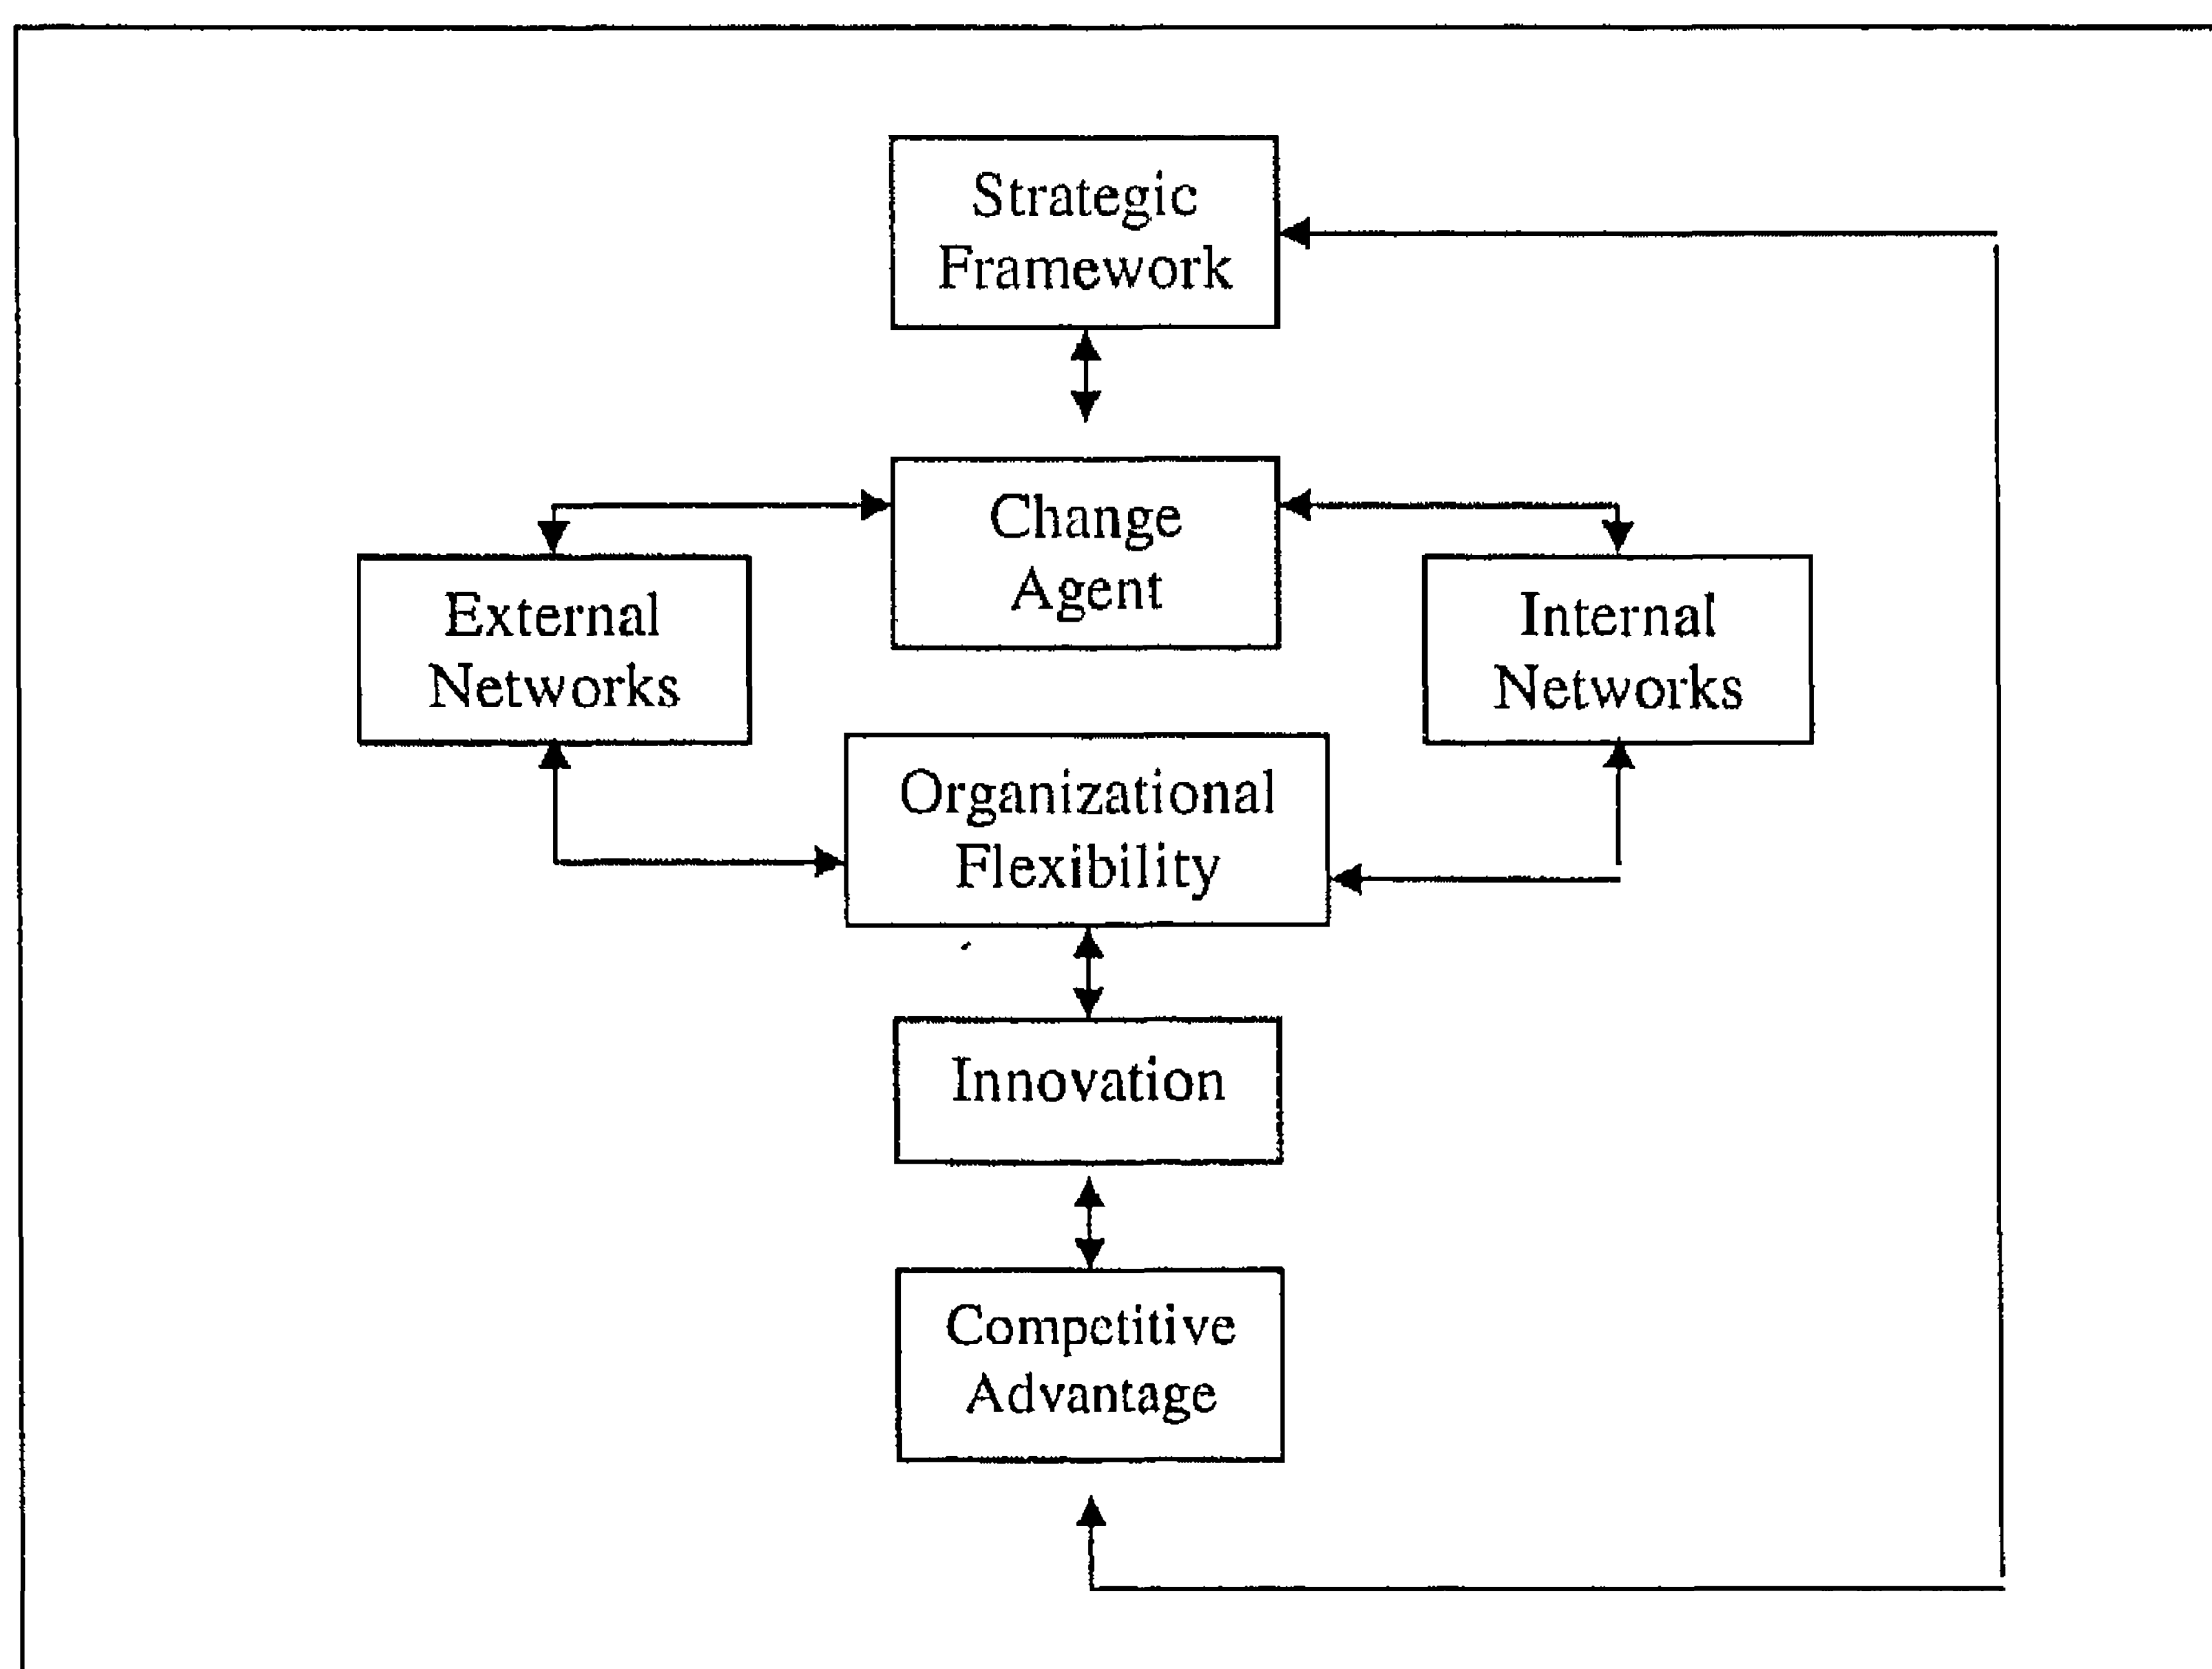 Strategic
Framework
Change
Agent
External
Networks
Internal
Networks
Organizational
Flexibility
Innovation
Competitive
Advantage